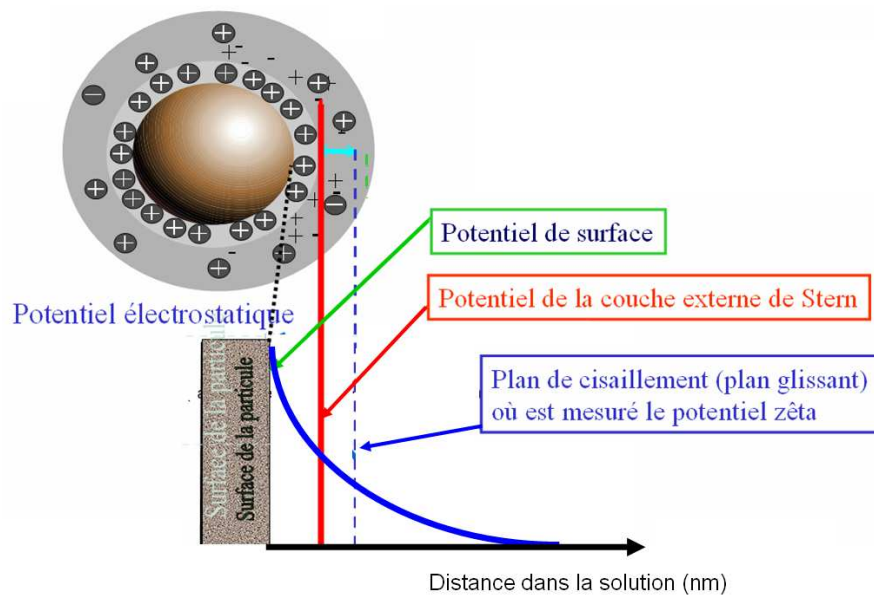 Potentiel de surface
Potentiel électrostatique
Potentiel de la couche externe de Stern
Surface de la particule
Surface de la particule
Plan de cisaillement (plan glissant)
où est mesuré le potentiel zêta
Distance dans la solution (nm)